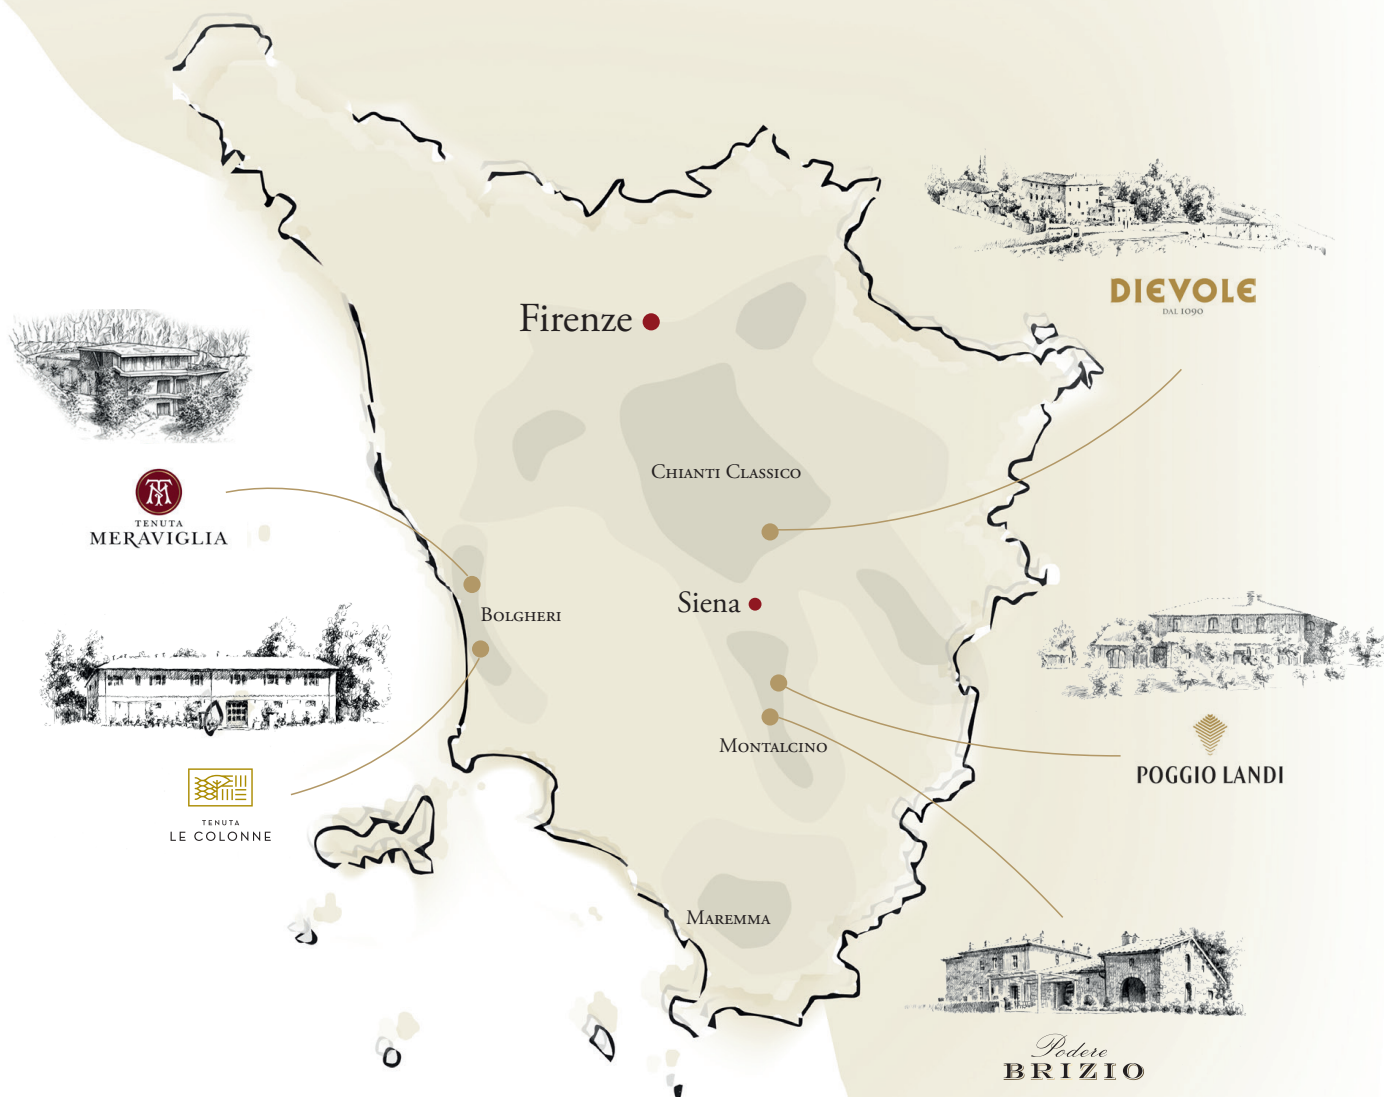 DIEVOLE
DAL 1090
Firenze
Chianti Classico
TENUTA
MERAVIGLIA
Siena
Bolgheri
Montalcino
POGGIO LANDI
TENUTA
LE COLONNE
Maremma
Podere
BRIZIO